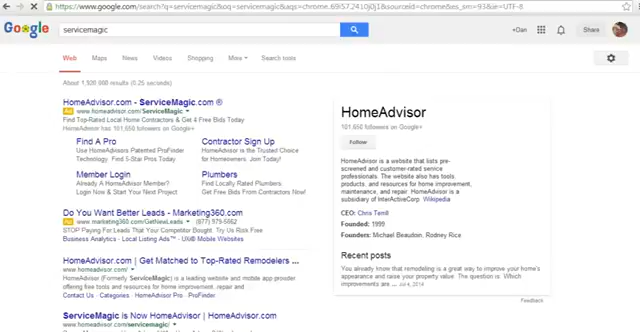 https://www.google.com/search?q=servicemagic&oq=servicemagic&aqs=chrome.69i57.2410j0j1&sourceid=chrome&es_sm=93&ie=UTF-8
Google
servicemagic
+Dan
Share
Web Maps News Videos Shopping More Search tools
About 1,920,000 results (0.25 seconds)
HomeAdvisor.com - ServiceMagic.com ®
Ad www.homeadvisor.com/ServiceMagic
Find Top-Rated Local Home Contractors & Get 4 Free Bids Today
HomeAdvisor has 101,650 followers on Google+
Find A Pro
Use HomeAdvisors Patented ProFinder
Technology. Find 5-Star Pros Today
Contractor Sign Up
HomeAdvisor is the Trusted Choice
for Homeowners. Join Today!
Member Login
Already A HomeAdvisor Member?
Login Now & Start Your Next Project
Plumbers
Find Locally Rated Plumbers.
Get Free Bids From Contractors Today!
Do You Want Better Leads - Marketing360.com
Ad www.marketing360.com/GetNewLeads (877) 979-5662
STOP Paying For Leads That Your Competitor Bought. Try Us Risk Free
Business Analytics - Local Listing Ads™ - UX® Mobile Websites
HomeAdvisor.com | Get Matched to Top-Rated Remodelers ...
www.homeadvisor.com/
HomeAdvisor (Formerly ServiceMagic) is a leading website and mobile app provider
offering free tools and resources for home improvement, repair and ...
Contact Us - Categories - HomeAdvisor Pro - ProFinder
ServiceMagic is Now HomeAdvisor | HomeAdvisor
www.homeadvisor.com/servicemagic/
HomeAdvisor
101,650 followers on Google+
Follow
HomeAdvisor is a website that lists pre-
screened and customer-rated service
professionals. The website also has tools
products, and resources for home improvement,
maintenance, and repair. HomeAdvisor is a
subsidiary of InterActiveCorp. Wikipedia
CEO: Chris Terrill
Founded: 1999
Founders: Michael Beaudoin, Rodney Rice
Recent posts
You already know that remodeling is a great way to improve your home's
appearance and raise your property value. The question is: Which
improvements are ... Jul 4, 2014
Feedback